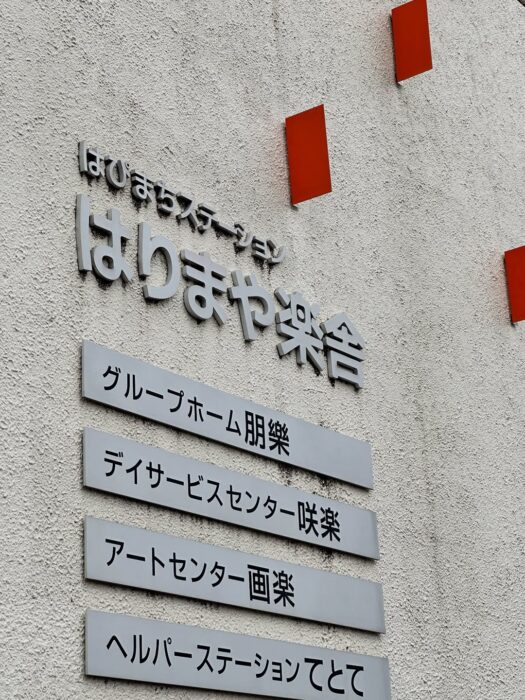 はぴまちステーション
はりまや楽舎
グループホーム朋樂
デイサービスセンター咲楽
アートセンター画楽
ヘルパーステーションてとて